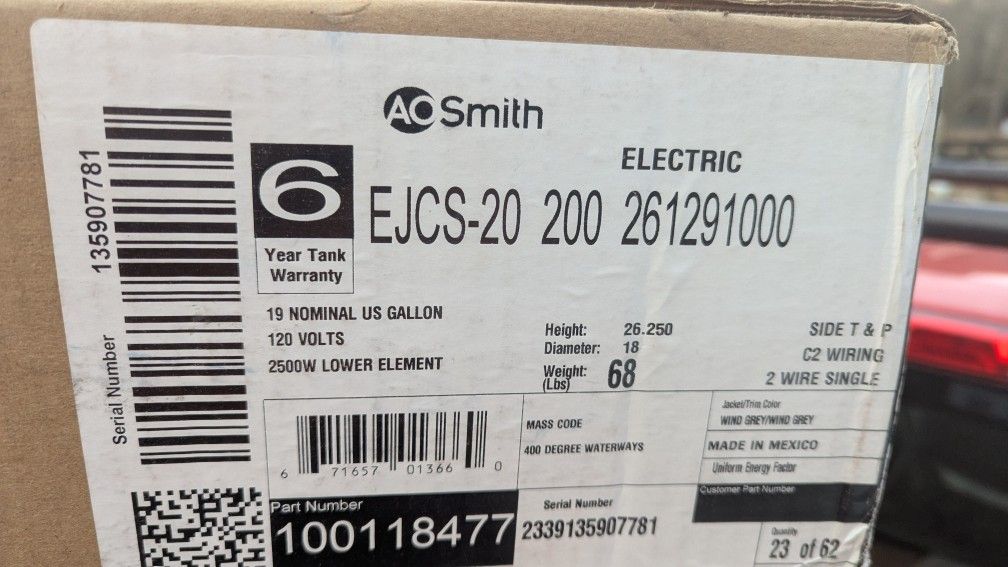 AO Smith
ELECTRIC
6
Year Tank
Warranty
EJCS-20 200 261291000
135907781
Serial Number
19 NOMINAL US GALLON
120 VOLTS
2500W LOWER ELEMENT
Height: 26.250
Diameter: 18
Weight: 68
(Lbs)
SIDE T & P
C2 WIRING
2 WIRE SINGLE
6 71657 01366 0
MASS CODE
400 DEGREE WATERWAYS
Jacket/Trim Color
WIND GREY/WIND GREY
MADE IN MEXICO
Uniform Energy Factor
Customer Part Number
Part Number
100118477
Serial Number
2339135907781
Quantity
23 of 62